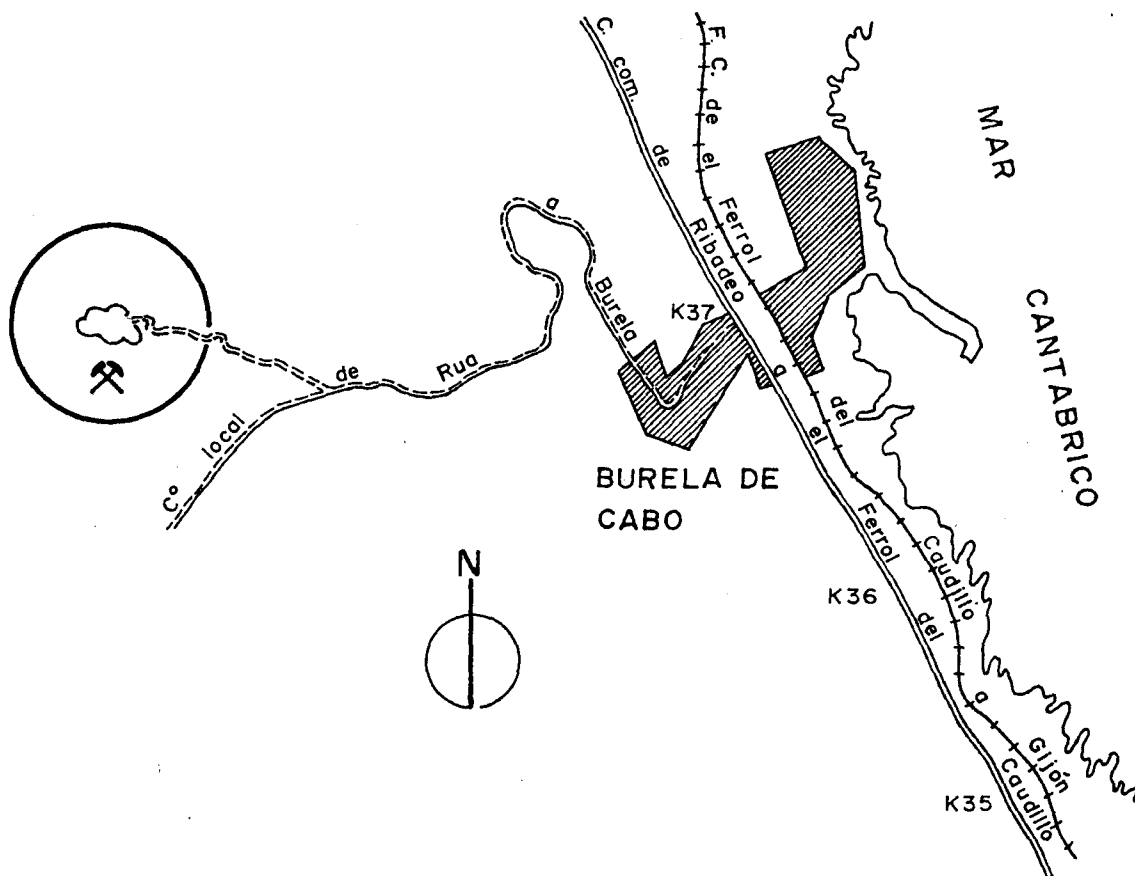 C. com. de Ribadeo a el Ferrol del Caudillo
F. C. de el Ferrol del Caudillo a Gijón
MAR
CANTABRICO
Cº local de Rua a Burela
K37
BURELA DE
CABO
N
K36
K35